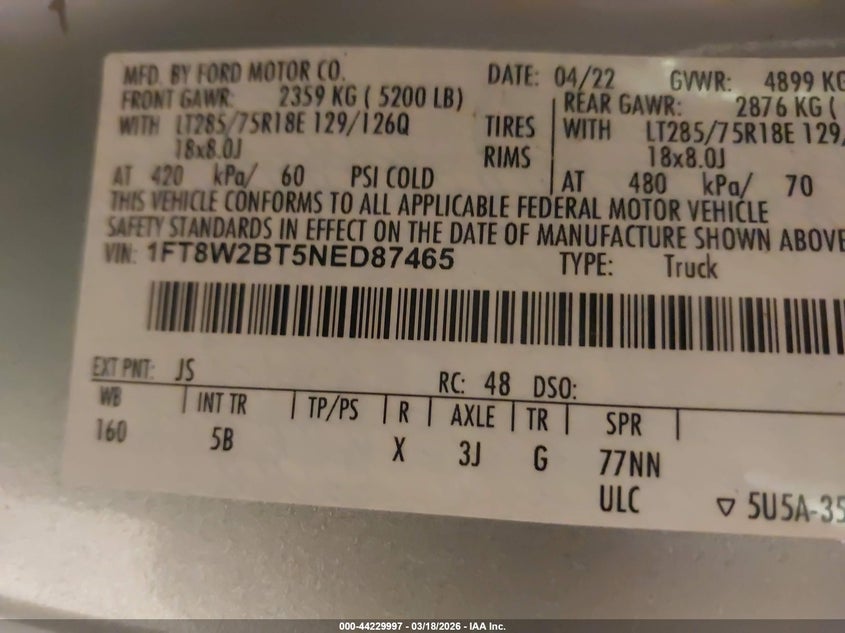 MFD. BY FORD MOTOR CO. DATE: 04/22 GVWR: 4899 KG
FRONT GAWR: 2359 KG ( 5200 LB) REAR GAWR: 2876 KG (
WITH LT285/75R18E 129/126Q TIRES WITH LT285/75R18E 129/
18x8.0J RIMS 18x8.0J
AT 420 kPa/ 60 PSI COLD AT 480 kPa/ 70
THIS VEHICLE CONFORMS TO ALL APPLICABLE FEDERAL MOTOR VEHICLE
SAFETY STANDARDS IN EFFECT ON THE DATE OF MANUFACTURE SHOWN ABOVE
VIN: 1FT8W2BT5NED87465 TYPE: Truck
EXT PNT: JS RC: 48 DSO:
WB INT TR TP/PS R AXLE TR SPR
160 5B X 3J G 77NN
ULC ▽ 5U5A-35
000-44229997 - 03/18/2026 - IAA Inc.